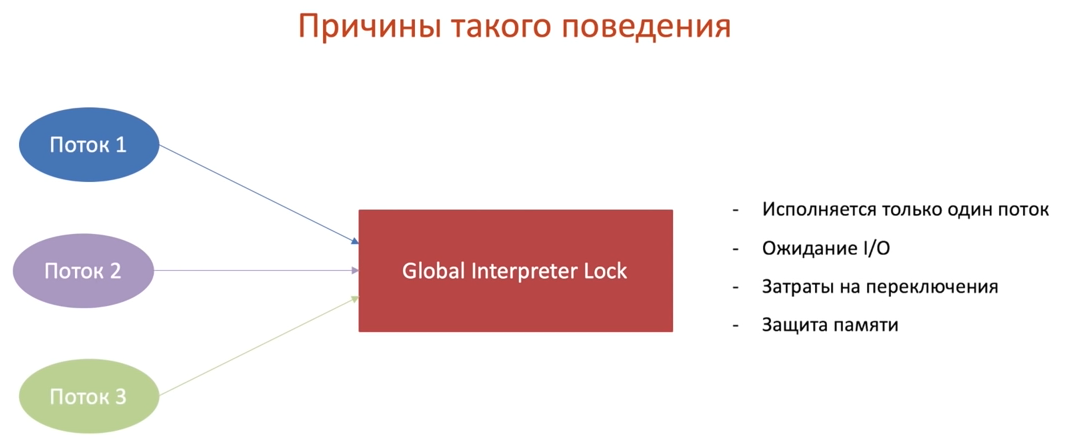 Причины такого поведения
Поток 1
Поток 2
Поток 3
Global Interpreter Lock
- Исполняется только один поток
- Ожидание I/O
- Затраты на переключения
- Защита памяти